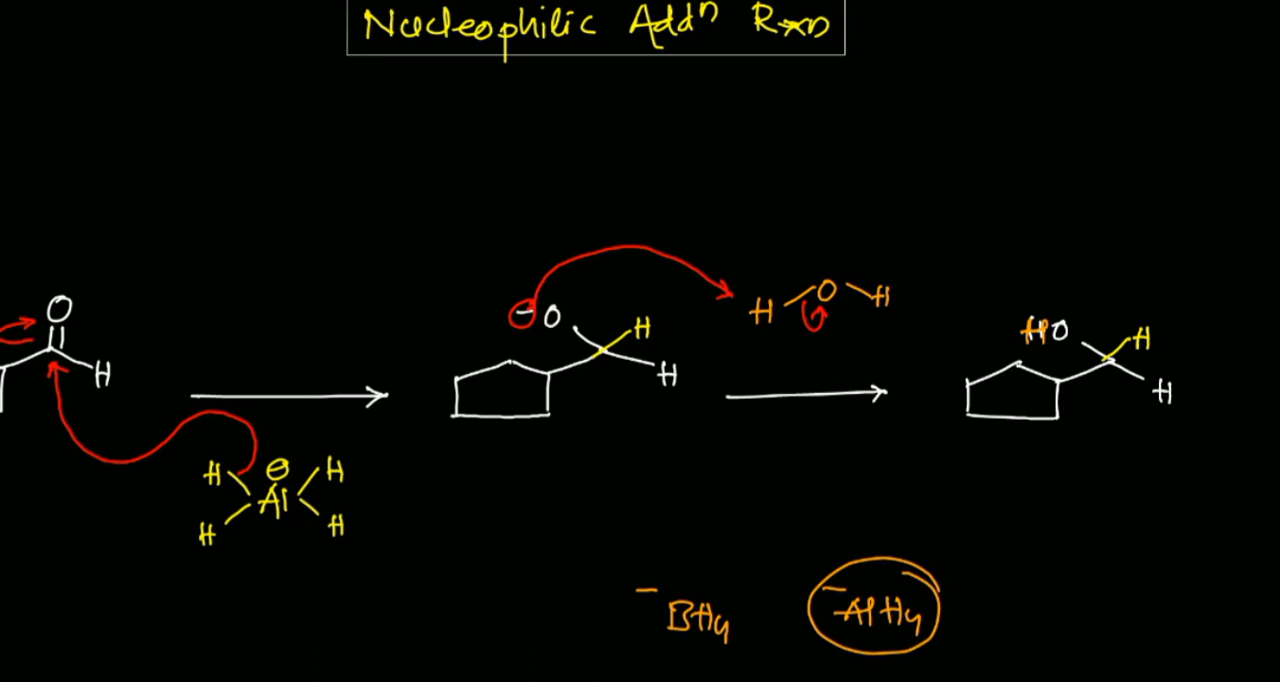 Nucleophilic Addⁿ Rxn
O
H
⊖O
H
H
H O H
HO
H
H
H ⊖ H
Al
H H
⁻BH₄ ⁻AlH₄